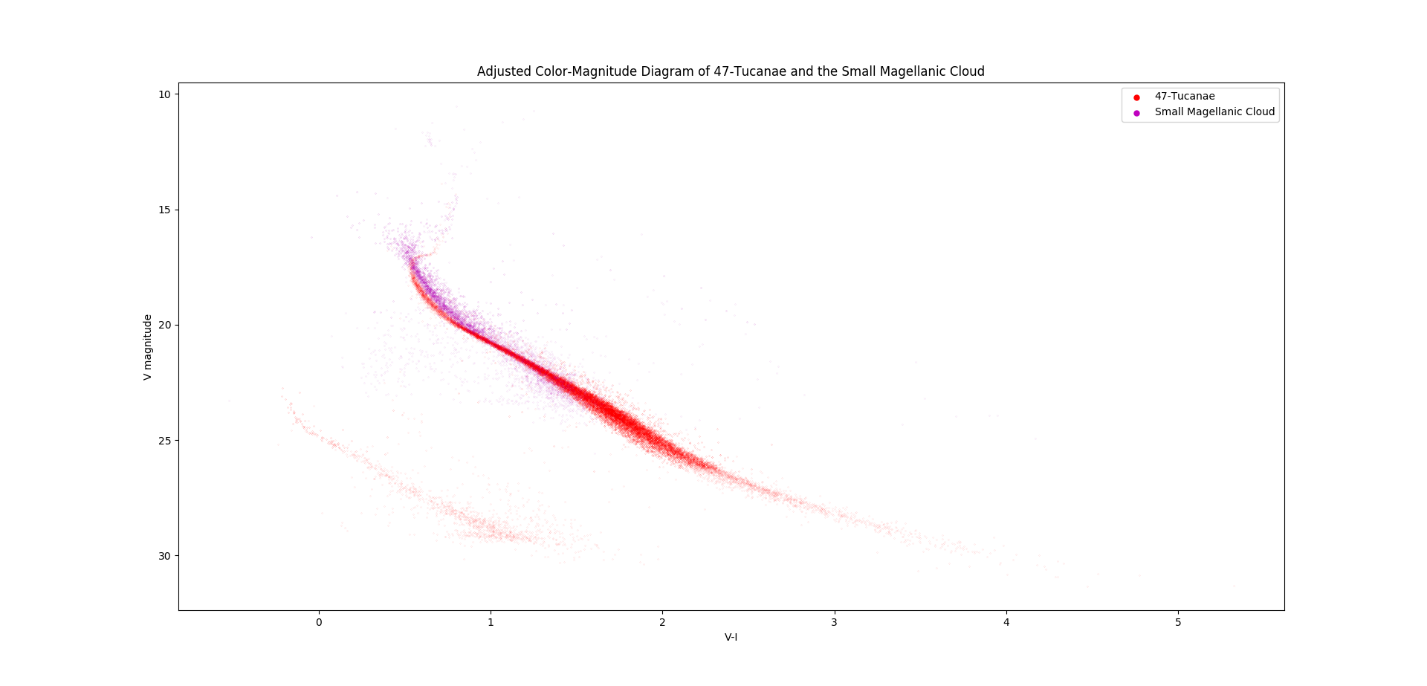 Adjusted Color-Magnitude Diagram of 47-Tucanae and the Small Magellanic Cloud
47-Tucanae
Small Magellanic Cloud
V magnitude
10
15
20
25
30
0 1 2 3 4 5
V-I